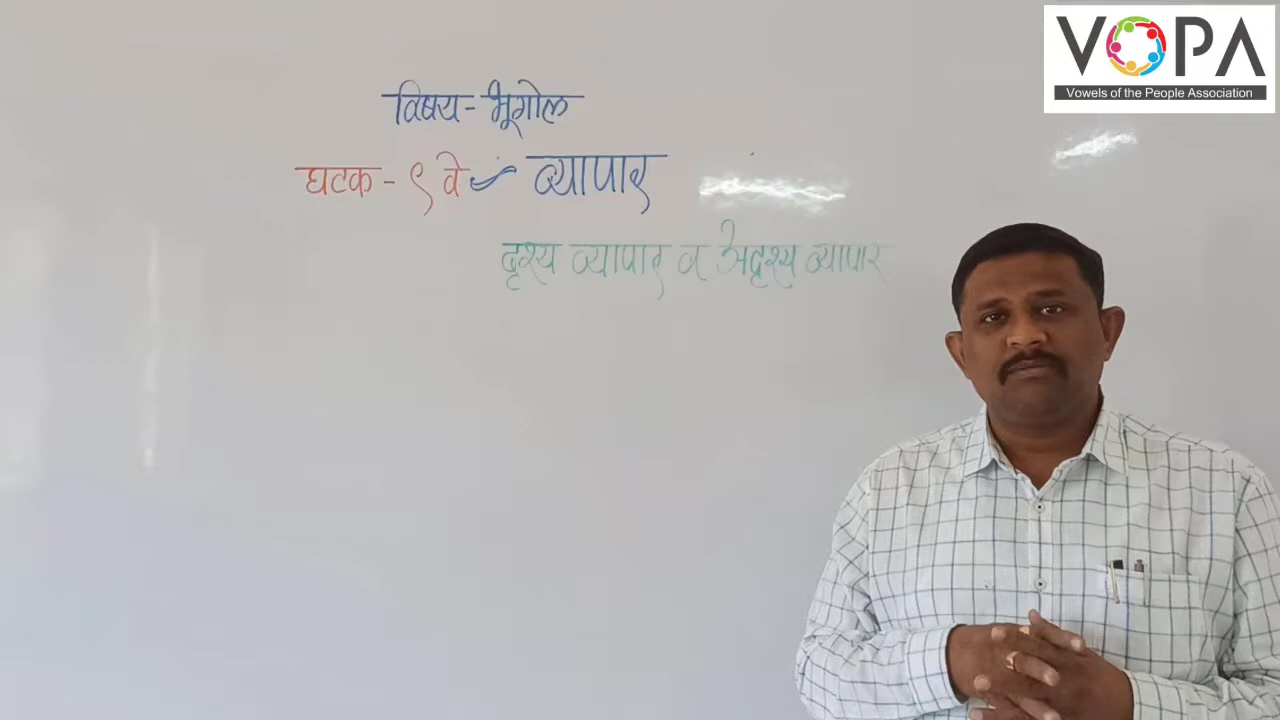 VOPA
Vowels of the People Association
विषय - भूगोल
घटक - ९ वे व्यापार
दृश्य व्यापार व अदृश्य व्यापार